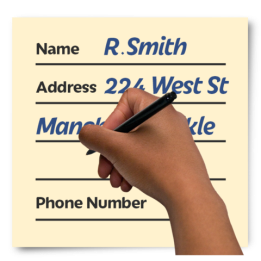 Name R.Smith
Address 224 West St
Phone Number